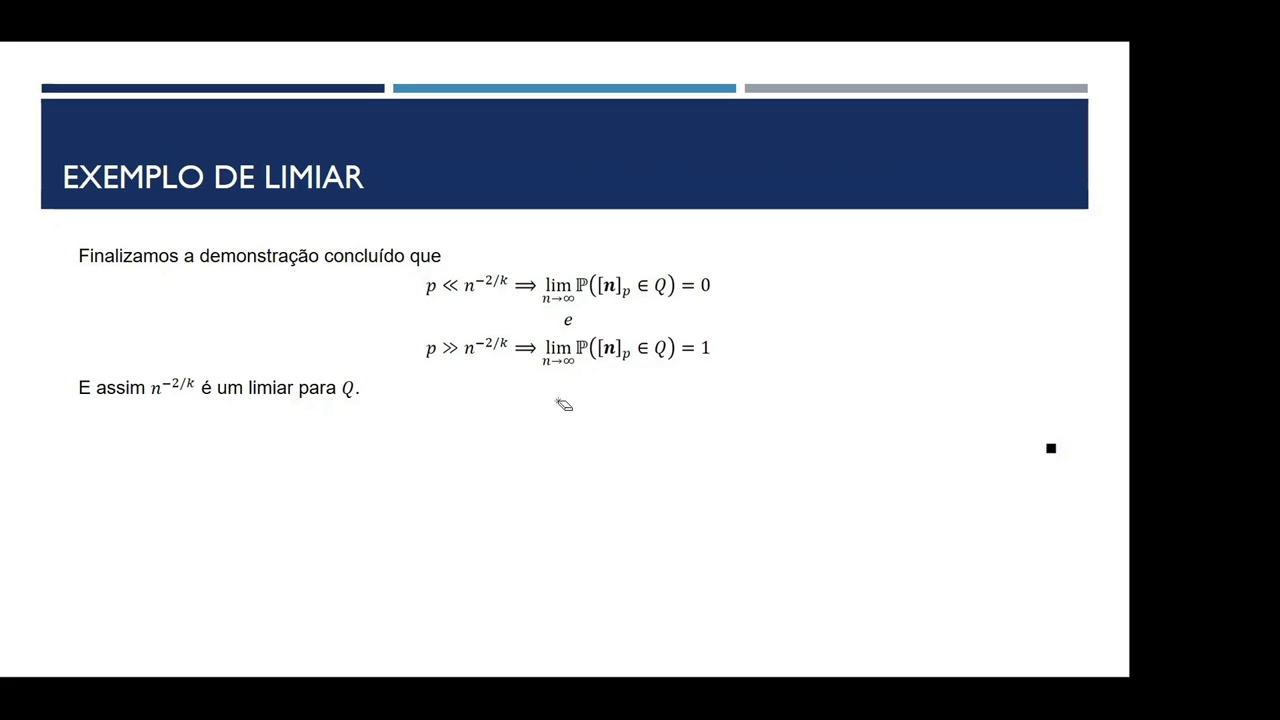 EXEMPLO DE LIMIAR
Finalizamos a demonstração concluído que
p ≪ n^{−2/k} ⟹ lim_{n→∞} ℙ([n]_p ∈ Q) = 0
e
p ≫ n^{−2/k} ⟹ lim_{n→∞} ℙ([n]_p ∈ Q) = 1
E assim n^{−2/k} é um limiar para Q.
■